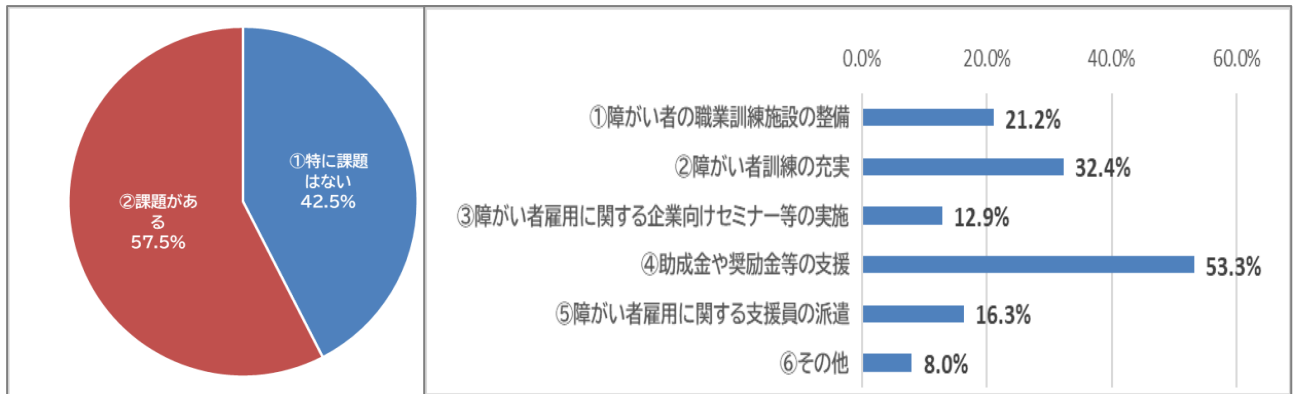 ①特に課題
はない
42.5%
②課題があ
る
57.5%
0.0% 20.0% 40.0% 60.0%
①障がい者の職業訓練施設の整備 21.2%
②障がい者訓練の充実 32.4%
③障がい者雇用に関する企業向けセミナー等の実施 12.9%
④助成金や奨励金等の支援 53.3%
⑤障がい者雇用に関する支援員の派遣 16.3%
⑥その他 8.0%